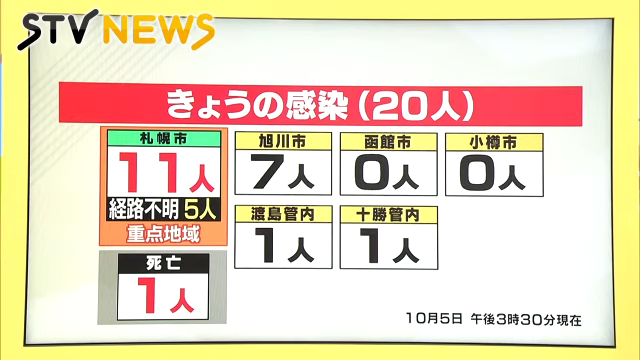 STV NEWS
きょうの感染（20人）
札幌市
11人
経路不明 5人
重点地域
旭川市
7人
函館市
0人
小樽市
0人
渡島管内
1人
十勝管内
1人
死亡
1人
10月5日 午後3時30分現在